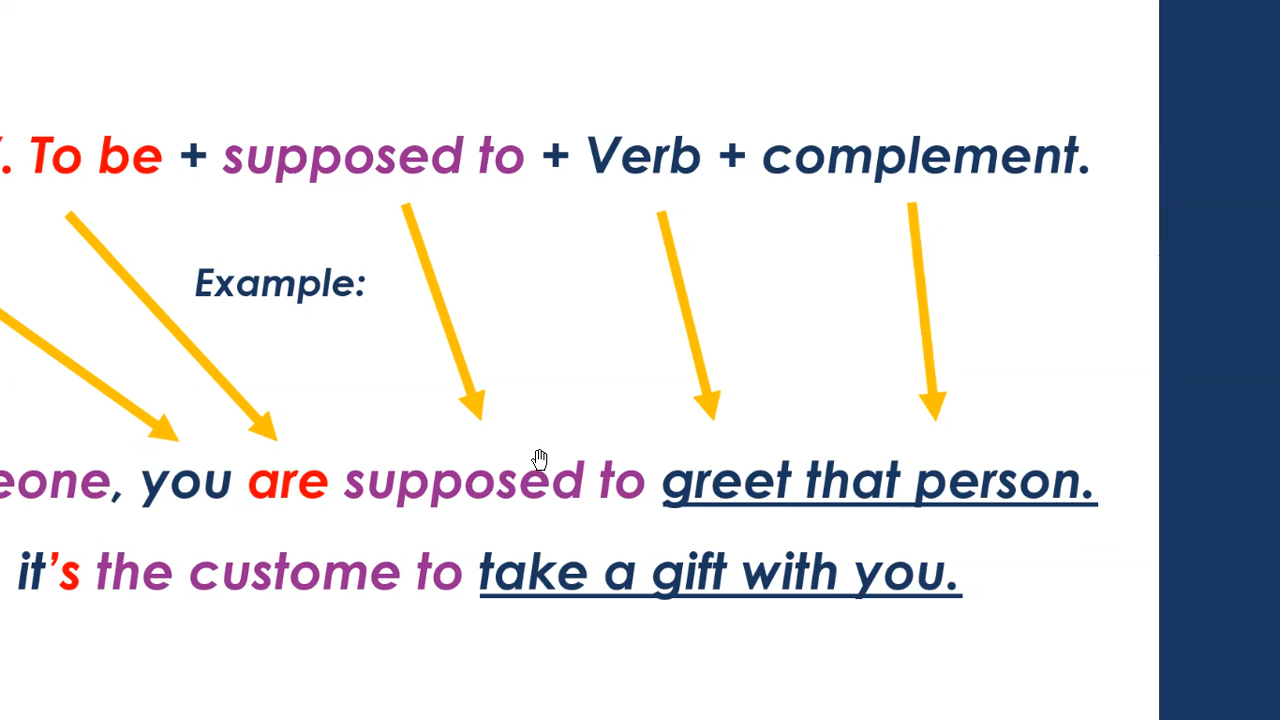 . To be + supposed to + Verb + complement.
Example:
eone, you are supposed to greet that person.
it's the custome to take a gift with you.